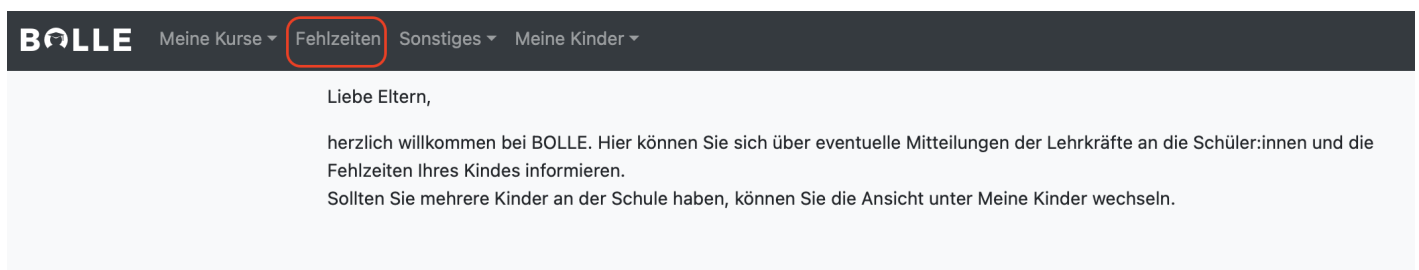 BOLLE Meine Kurse Fehlzeiten Sonstiges Meine Kinder
Liebe Eltern,
herzlich willkommen bei BOLLE. Hier können Sie sich über eventuelle Mitteilungen der Lehrkräfte an die Schüler:innen und die
Fehlzeiten Ihres Kindes informieren.
Sollten Sie mehrere Kinder an der Schule haben, können Sie die Ansicht unter Meine Kinder wechseln.